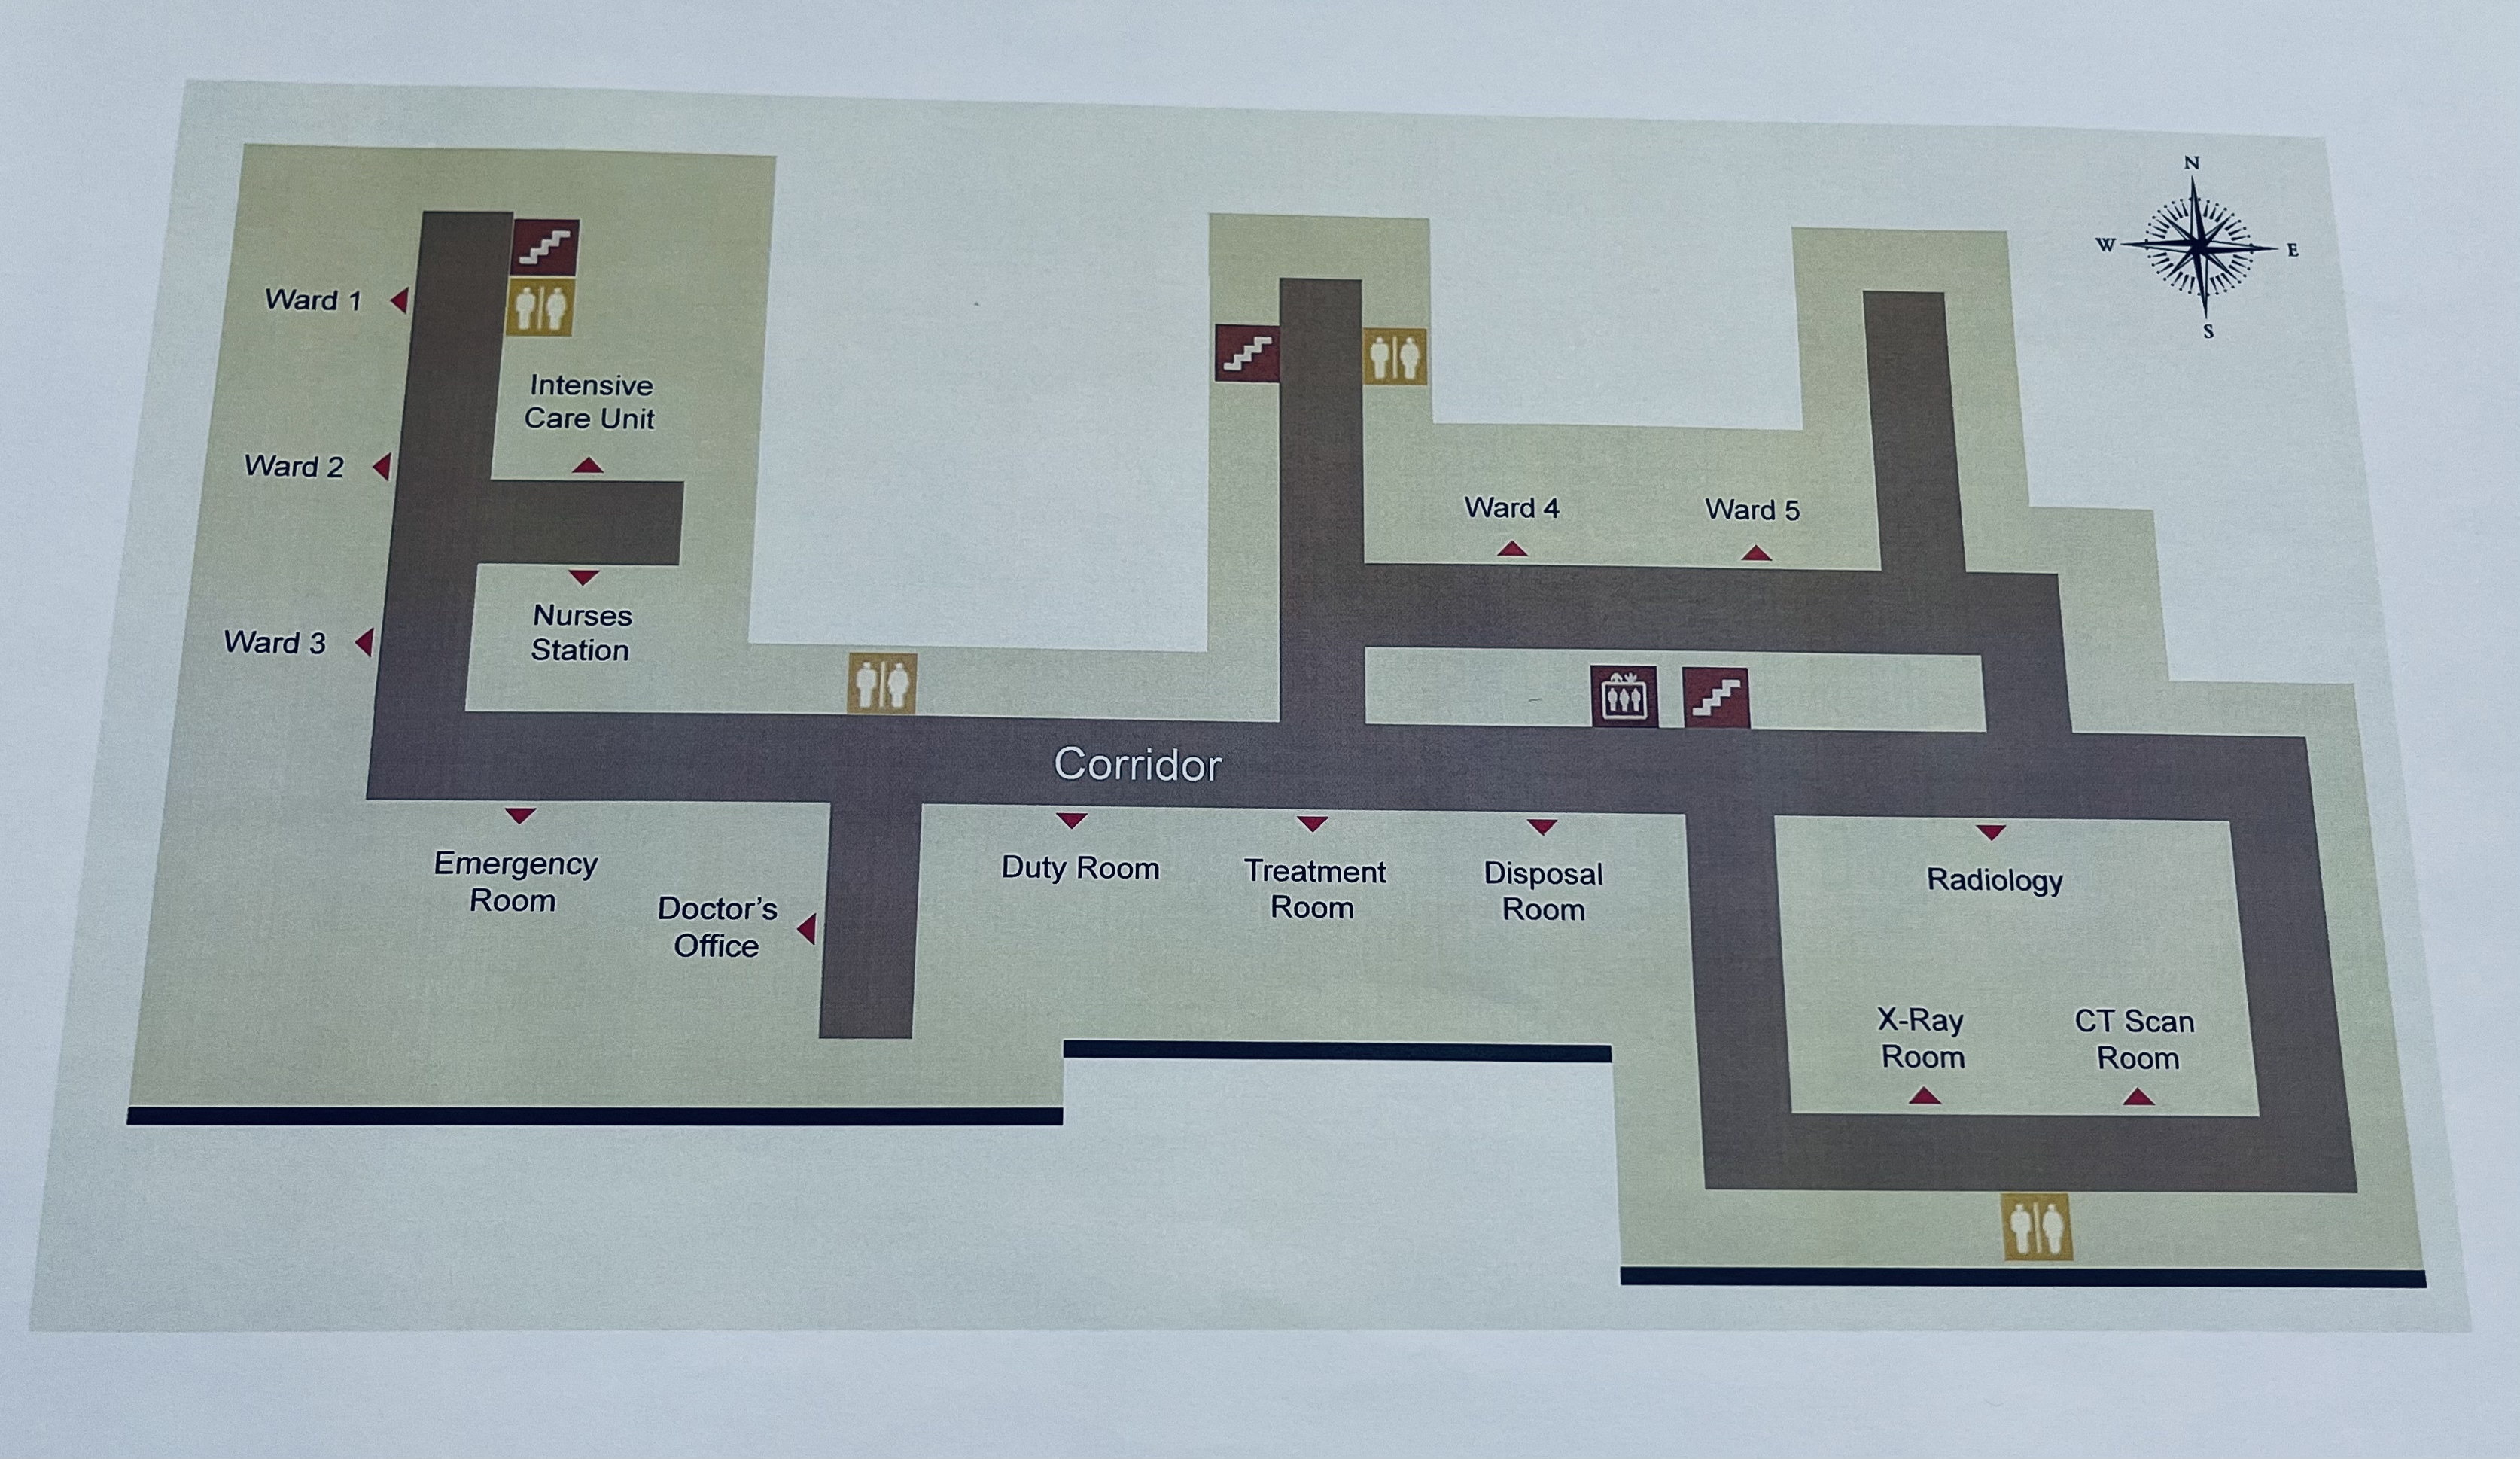 N
W
E
S
Ward 1
Intensive
Care Unit
Ward 2
Ward 4
Ward 5
Nurses
Station
Ward 3
Corridor
Emergency
Room
Doctor's
Office
Duty Room
Treatment
Room
Disposal
Room
Radiology
X-Ray
Room
CT Scan
Room